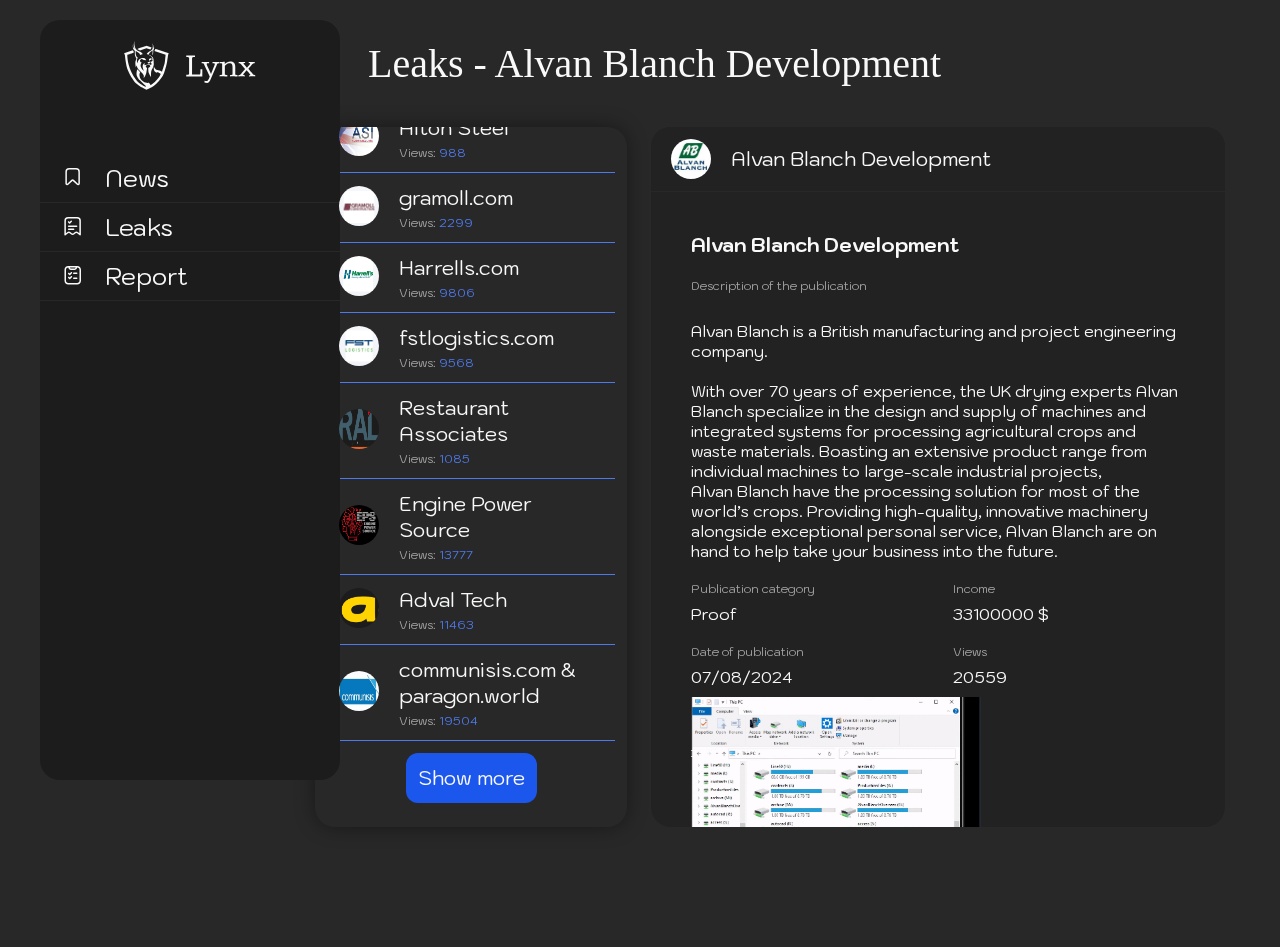 Lynx
News
Leaks
Report
Leaks - Alvan Blanch Development
Hilton Steel
Views: 988
gramoll.com
Views: 2299
Harrells.com
Views: 9806
fstlogistics.com
Views: 9568
Restaurant
Associates
Views: 1085
Engine Power
Source
Views: 13777
Adval Tech
Views: 11463
communisis.com &
paragon.world
Views: 19504
Show more
AB
ALVAN
BLANCH
Alvan Blanch Development
Alvan Blanch Development
Description of the publication
Alvan Blanch is a British manufacturing and project engineering
company.
With over 70 years of experience, the UK drying experts Alvan
Blanch specialize in the design and supply of machines and
integrated systems for processing agricultural crops and
waste materials. Boasting an extensive product range from
individual machines to large-scale industrial projects,
Alvan Blanch have the processing solution for most of the
world’s crops. Providing high-quality, innovative machinery
alongside exceptional personal service, Alvan Blanch are on
hand to help take your business into the future.
Publication category
Proof
Income
33100000 $
Date of publication
07/08/2024
Views
20559
This PC
File
Computer
View